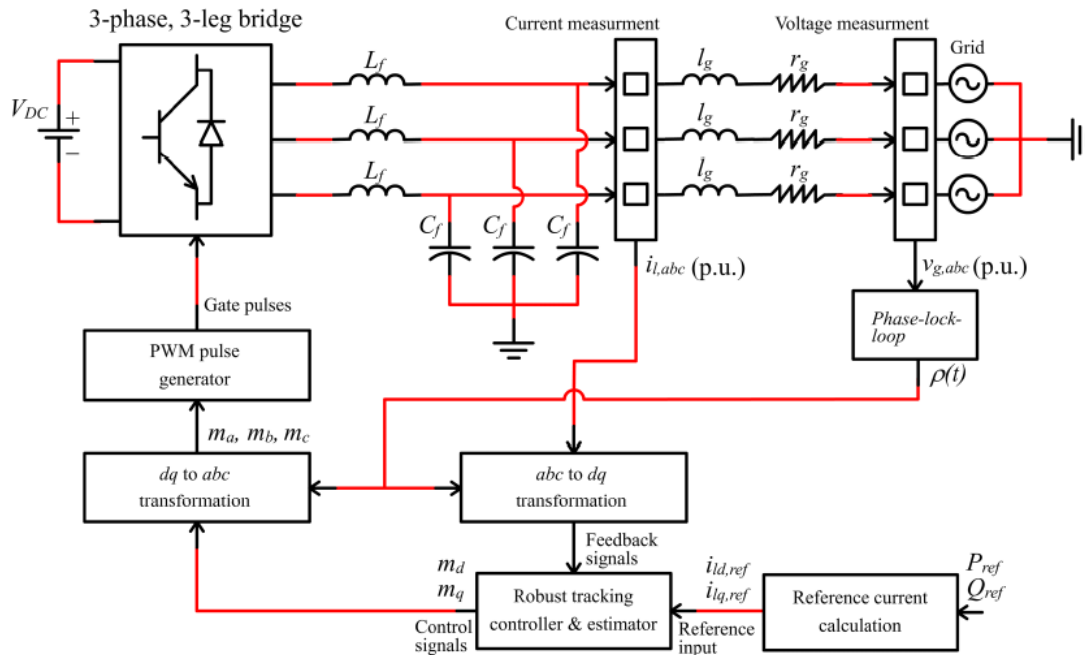 3-phase, 3-leg bridge
Current measurment
Voltage measurment
Grid
V_DC
+
−
L_f
L_f
L_f
l_g
l_g
l_g
r_g
r_g
r_g
C_f
C_f
C_f
i_l,abc (p.u.)
v_g,abc (p.u.)
Gate pulses
Phase-lock-
loop
ρ(t)
PWM pulse
generator
m_a, m_b, m_c
dq to abc
transformation
abc to dq
transformation
Feedback
signals
m_d
m_q
Control
signals
Robust tracking
controller & estimator
i_ld,ref
i_lq,ref
Reference
input
Reference current
calculation
P_ref
Q_ref